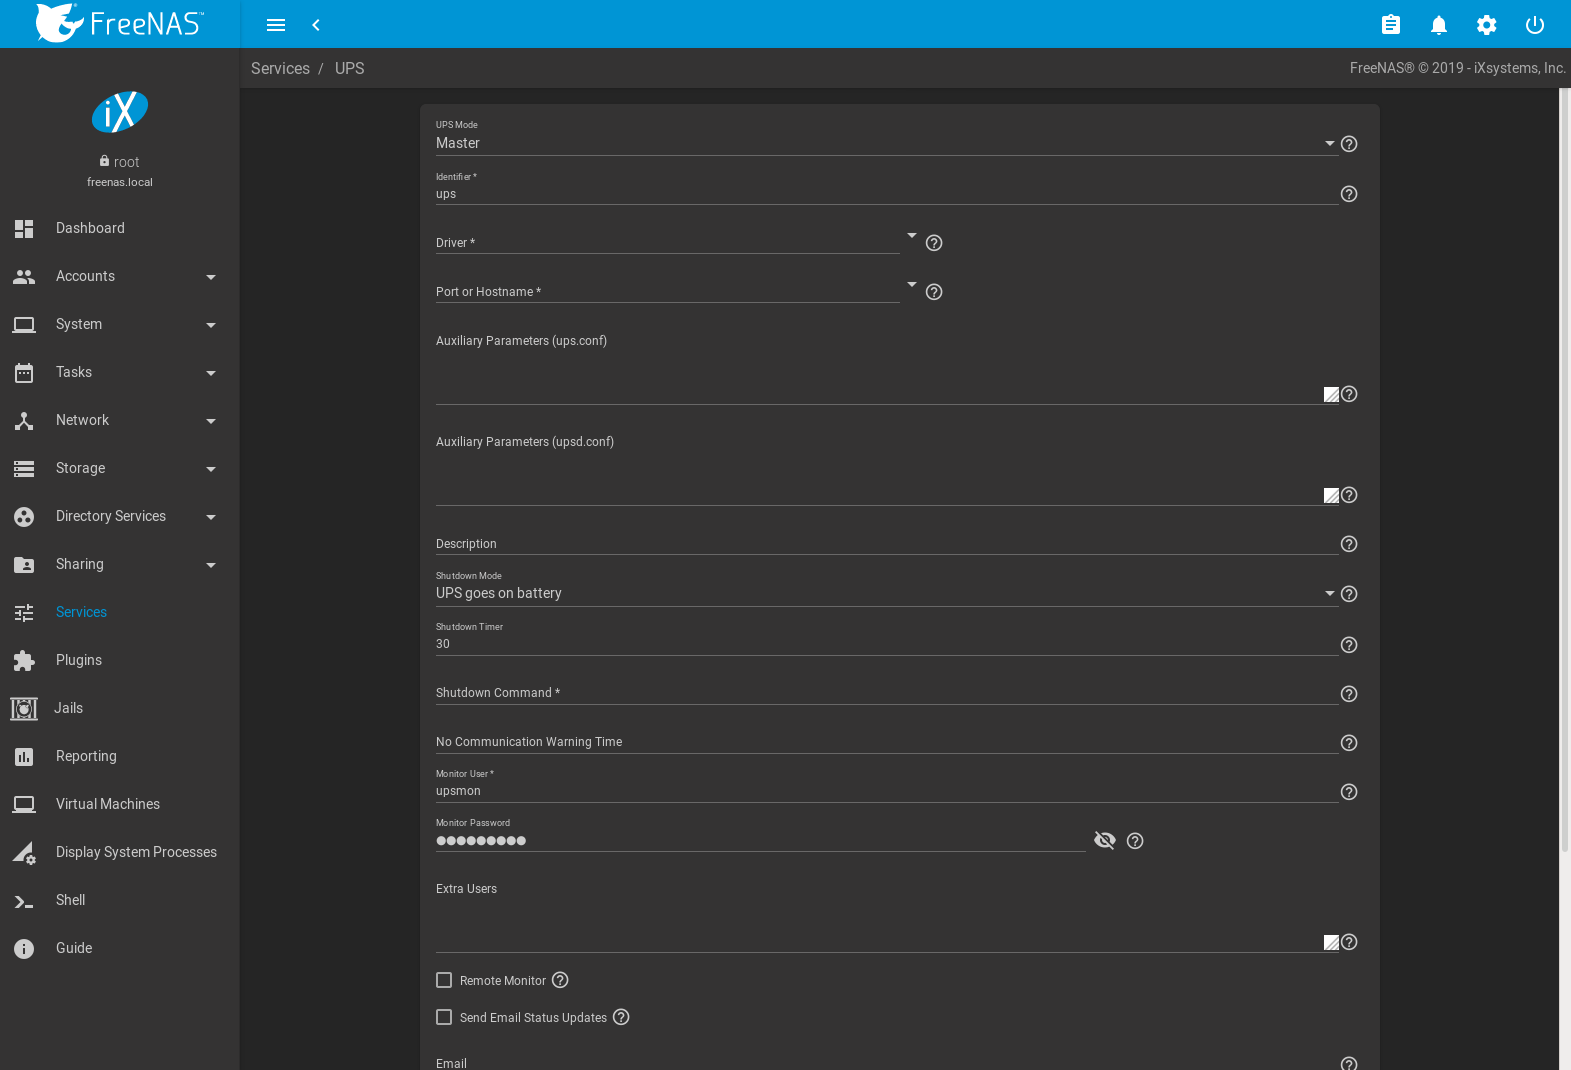 FreeNAS™
Services / UPS
FreeNAS® © 2019 - iXsystems, Inc.
iX
root
freenas.local
Dashboard
Accounts
System
Tasks
Network
Storage
Directory Services
Sharing
Services
Plugins
Jails
Reporting
Virtual Machines
Display System Processes
Shell
Guide
UPS Mode
Master
Identifier *
ups
Driver *
Port or Hostname *
Auxiliary Parameters (ups.conf)
Auxiliary Parameters (upsd.conf)
Description
Shutdown Mode
UPS goes on battery
Shutdown Timer
30
Shutdown Command *
No Communication Warning Time
Monitor User *
upsmon
Monitor Password
●●●●●●●●●
Extra Users
Remote Monitor
Send Email Status Updates
Email